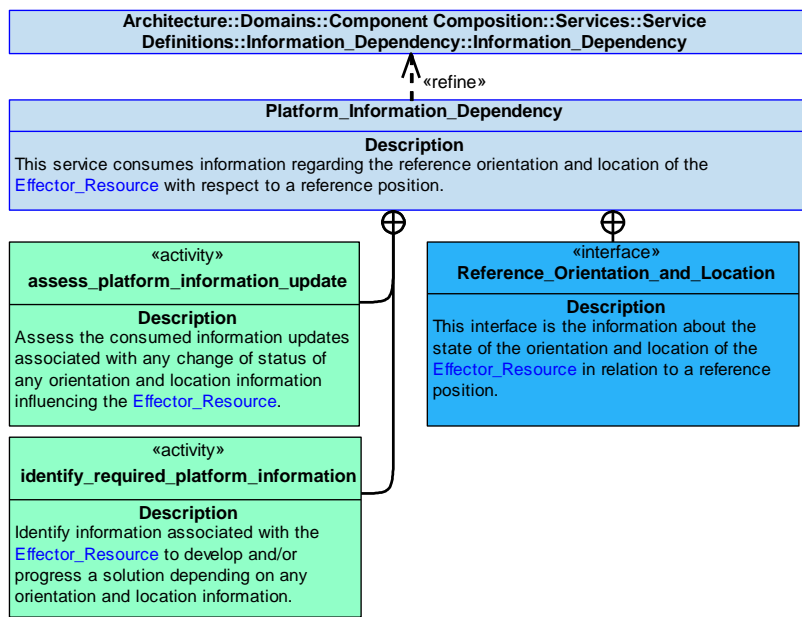 Architecture::Domains::Component Composition::Services::Service
Definitions::Information_Dependency::Information_Dependency
«refine»
Platform_Information_Dependency
Description
This service consumes information regarding the reference orientation and location of the
Effector_Resource with respect to a reference position.
«activity»
assess_platform_information_update
Description
Assess the consumed information updates
associated with any change of status of
any orientation and location information
influencing the Effector_Resource.
«interface»
Reference_Orientation_and_Location
Description
This interface is the information about the
state of the orientation and location of the
Effector_Resource in relation to a reference
position.
«activity»
identify_required_platform_information
Description
Identify information associated with the
Effector_Resource to develop and/or
progress a solution depending on any
orientation and location information.